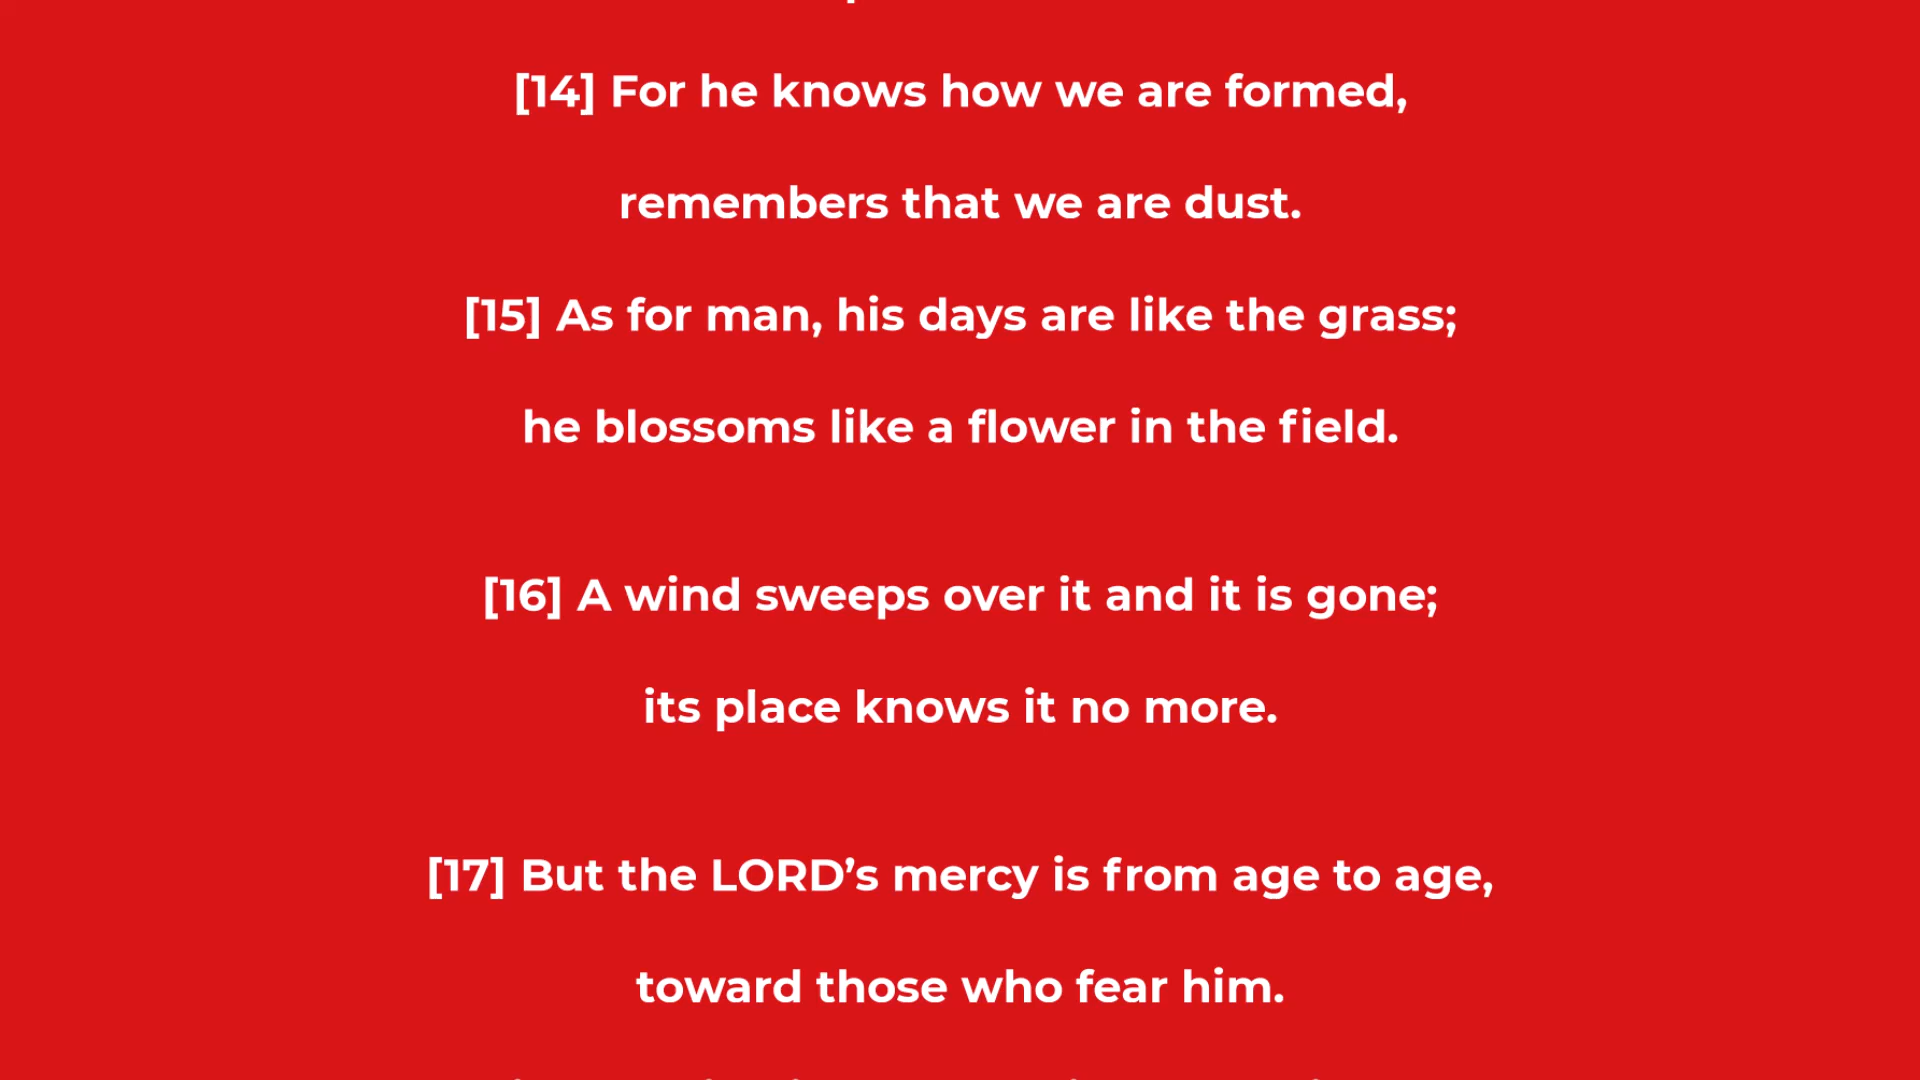 [14] For he knows how we are formed,
remembers that we are dust.
[15] As for man, his days are like the grass;
he blossoms like a flower in the field.
[16] A wind sweeps over it and it is gone;
its place knows it no more.
[17] But the LORD’s mercy is from age to age,
toward those who fear him.